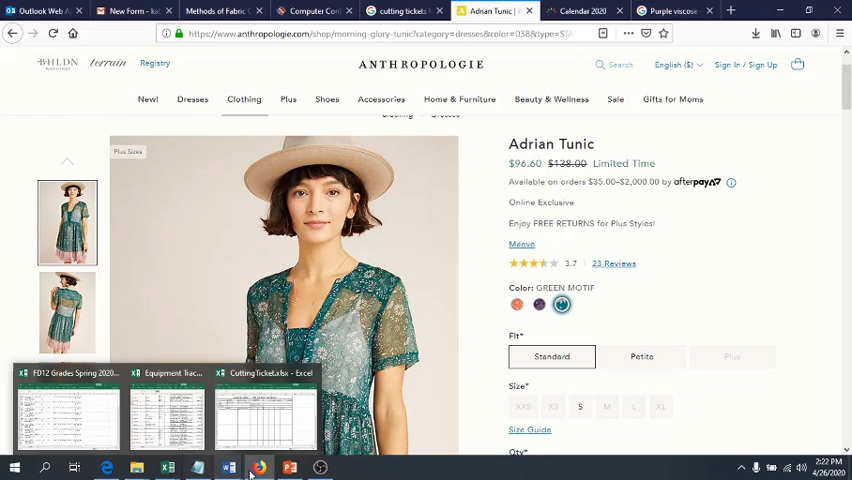 Outlook Web A
New Form - ka
Methods of Fabric C
Computer Con
cutting tickets f
Adrian Tunic | A
Calendar 2020
Purple viscose
https://www.anthropologie.com/shop/morning-glory-tunic?category=dresses&color=038&type=STA
BHLDN WEDDINGS
terrain
Registry
ANTHROPOLOGIE
Search
English ($)
Sign In / Sign Up
New!
Dresses
Clothing
Plus
Shoes
Accessories
Home & Furniture
Beauty & Wellness
Sale
Gifts for Moms
Clothing Dresses
Plus Sizes
Adrian Tunic
$96.60 $138.00 Limited Time
Available on orders $35.00–$2,000.00 by afterpay
Online Exclusive
Enjoy FREE RETURNS for Plus Styles!
Maeve
3.7 23 Reviews
Color: GREEN MOTIF
Fit*
Standard
Petite
Plus
Size*
XXS
XS
S
M
L
XL
Size Guide
Qty*
FD12 Grades Spring 2020...
Equipment Trac...
CuttingTicket.xlsx - Excel
2:22 PM
4/26/2020